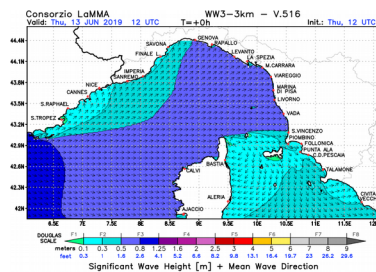 Consorzio LaMMA WW3-3km - V.516
Valid: Thu, 13 JUN 2019 12 UTC T=+0h Init.: Thu, 12 UTC
44.4N
44.1N
43.8N
43.5N
43.2N
42.9N
42.6N
42.3N
42N
GENOVA
SAVONA
RAPALLO
FINALE L.
LEVANTO
LA SPEZIA
M.CARRARA
IMPERIA
SANREMO
VIAREGGIO
NICE
MARINA DI PISA
CANNES
LIVORNO
S.RAPHAEL
VADA
S.TROPEZ
S.VINCENZO
PIOMBINO
FOLLONICA
PUNTA ALA
C.D.PESCAIA
BASTIA
CALVI
TALAMONE
ALERIA
CIVITA
VECC
AJACCIO
6.5E 7E 7.5E 8E 8.5E 9E 9.5E 10E 10.5E 11E 11.5E 12
DOUGLAS SCALE F1 F2 F3 F4 F5 F6 F7 F8
meters 0.1 0.3 0.5 0.8 1.25 1.6 2 2.5 3 4 5 6 7 8 9
feet 0.3 1 1.6 2.6 4.1 5.2 6.6 8.2 9.8 13.1 16.4 19.7 23 26.2 29.6
Significant Wave Height [m] + Mean Wave Direction